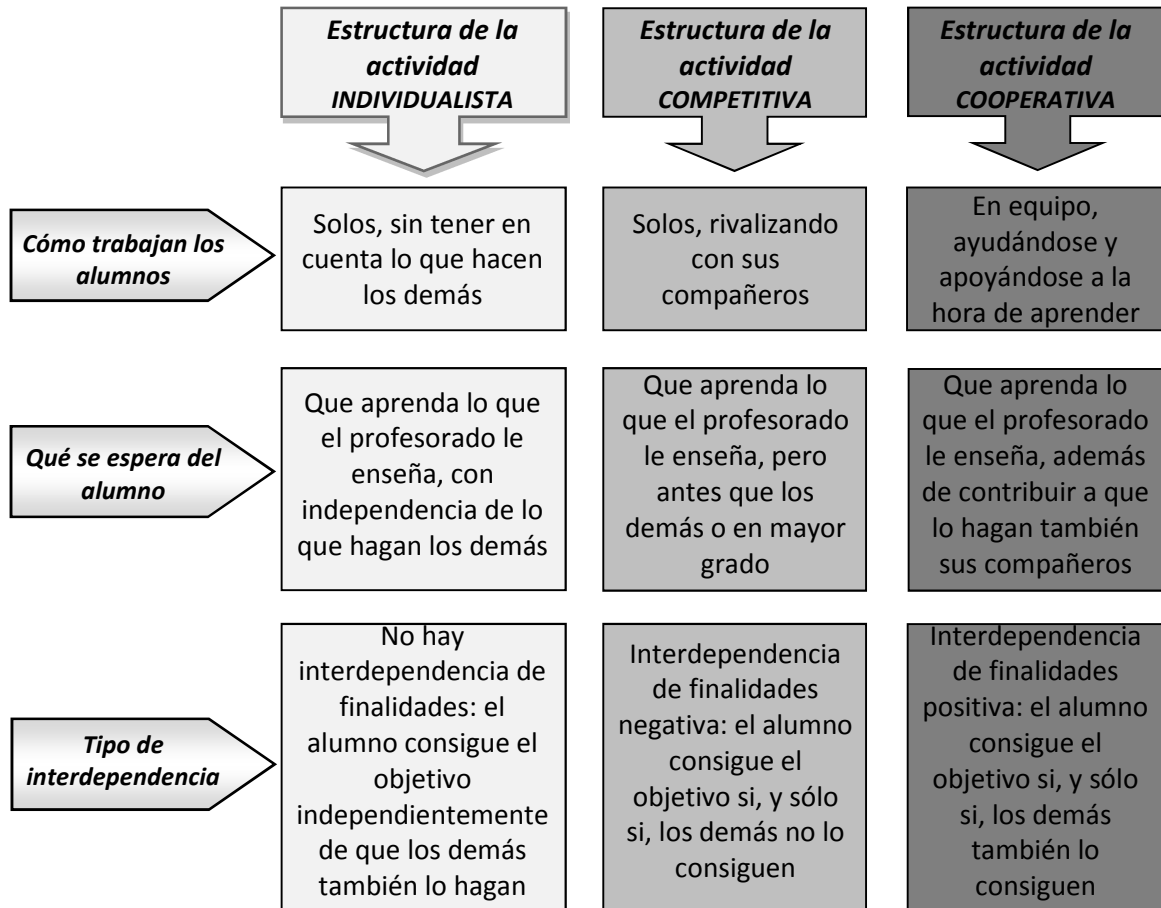 Estructura de la
actividad
INDIVIDUALISTA
Estructura de la
actividad
COMPETITIVA
Estructura de la
actividad
COOPERATIVA
Cómo trabajan los
alumnos
Solos, sin tener en
cuenta lo que hacen
los demás
Solos, rivalizando
con sus
compañeros
En equipo,
ayudándose y
apoyándose a la
hora de aprender
Qué se espera del
alumno
Que aprenda lo que
el profesorado le
enseña, con
independencia de lo
que hagan los demás
Que aprenda lo
que el profesorado
le enseña, pero
antes que los
demás o en mayor
grado
Que aprenda lo
que el profesorado
le enseña, además
de contribuir a que
lo hagan también
sus compañeros
Tipo de
interdependencia
No hay
interdependencia de
finalidades: el
alumno consigue el
objetivo
independientemente
de que los demás
también lo hagan
Interdependencia
de finalidades
negativa: el alumno
consigue el
objetivo si, y sólo
si, los demás no lo
consiguen
Interdependencia
de finalidades
positiva: el alumno
consigue el
objetivo si, y sólo
si, los demás
también lo
consiguen